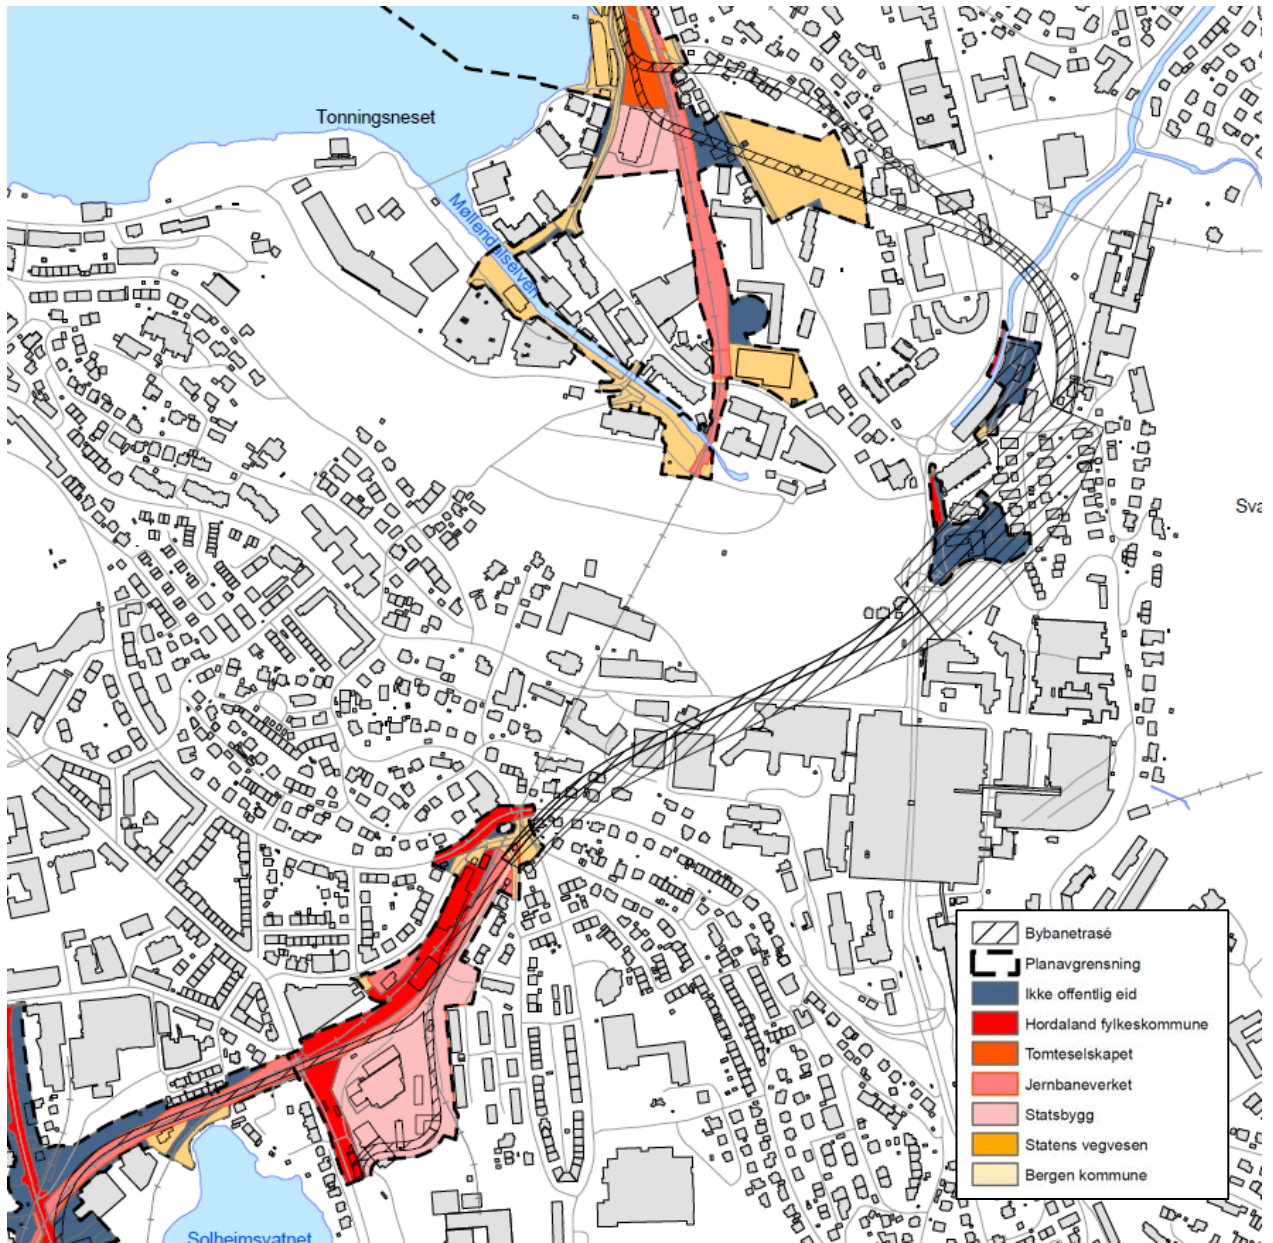 Tonningsneset
Møllendalselven
Sva
Bybanetrasé
Planavgrensning
Ikke offentlig eid
Hordaland fylkeskommune
Tomteselskapet
Jernbaneverket
Statsbygg
Statens vegvesen
Bergen kommune
Solheimsvatnet